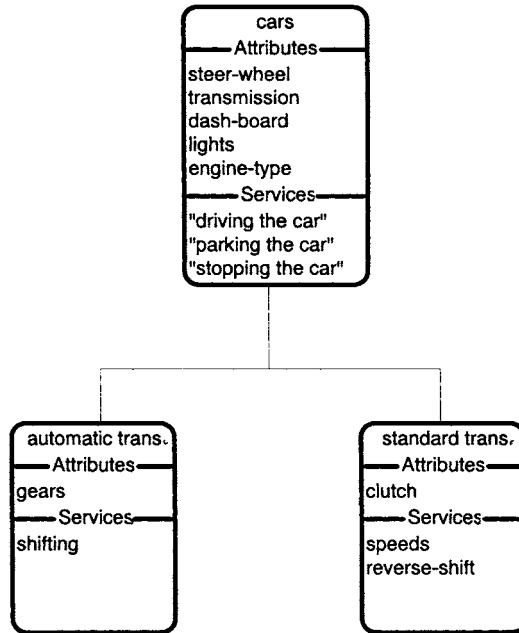 cars
Attributes
steer-wheel
transmission
dash-board
lights
engine-type
Services
"driving the car"
"parking the car"
"stopping the car"
automatic trans.
Attributes
gears
Services
shifting
standard trans.
Attributes
clutch
Services
speeds
reverse-shift